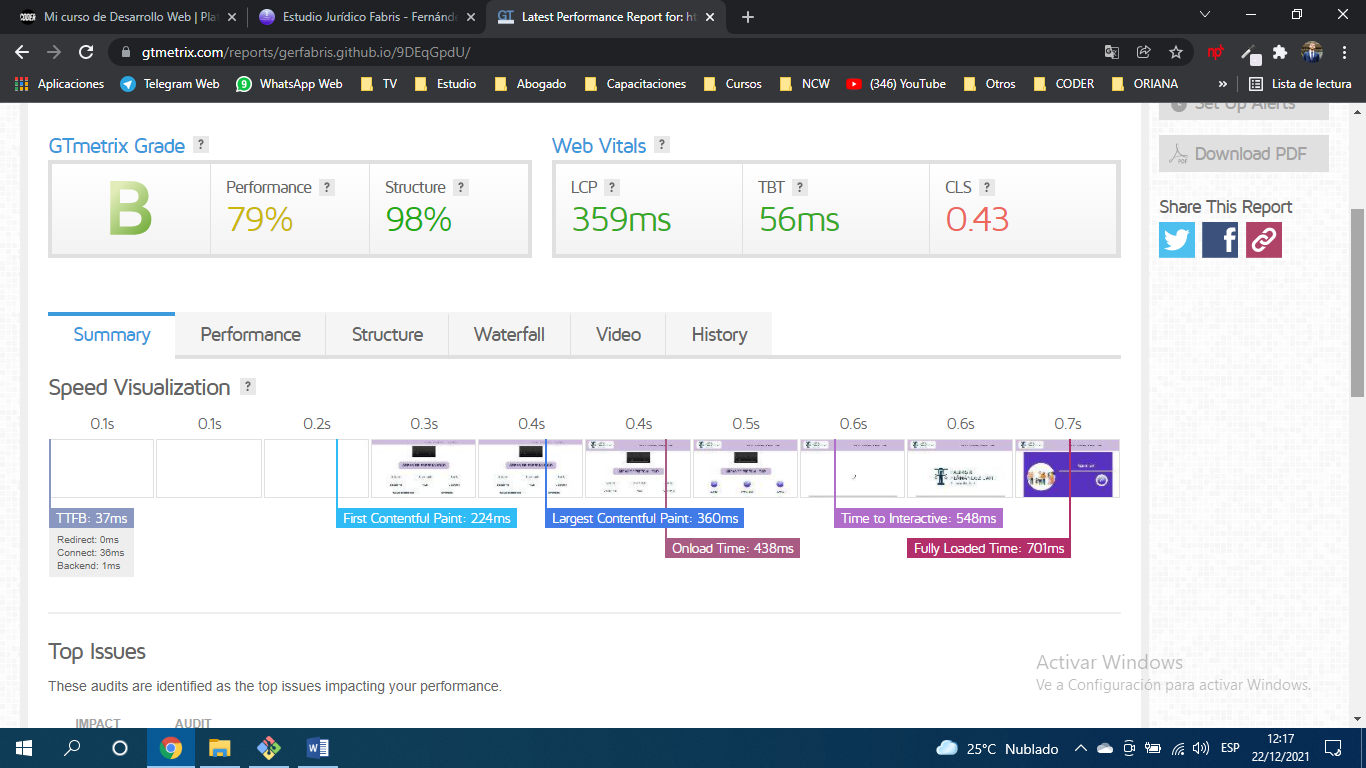 Mi curso de Desarrollo Web | Pla
Estudio Jurídico Fabris - Fernánde
Latest Performance Report for: ht
gtmetrix.com/reports/gerfabris.github.io/9DEqGpdU/
Aplicaciones Telegram Web WhatsApp Web TV Estudio Abogado Capacitaciones Cursos NCW (346) YouTube Otros CODER ORIANA » Lista de lectura
Set Up Alerts
Download PDF
Share This Report
GTmetrix Grade ? Web Vitals ?
B
Performance ? Structure ? LCP ? TBT ? CLS ?
79% 98% 359ms 56ms 0.43
Summary Performance Structure Waterfall Video History
Speed Visualization ?
0.1s 0.1s 0.2s 0.3s 0.4s 0.4s 0.5s 0.6s 0.6s 0.7s
TTFB: 37ms First Contentful Paint: 224ms Largest Contentful Paint: 360ms Time to Interactive: 548ms
Redirect: 0ms
Connect: 36ms
Backend: 1ms
Onload Time: 438ms Fully Loaded Time: 701ms
Top Issues
These audits are identified as the top issues impacting your performance.
IMPACT AUDIT
Activar Windows
Ve a Configuración para activar Windows.
25°C Nublado ESP 12:17
22/12/2021